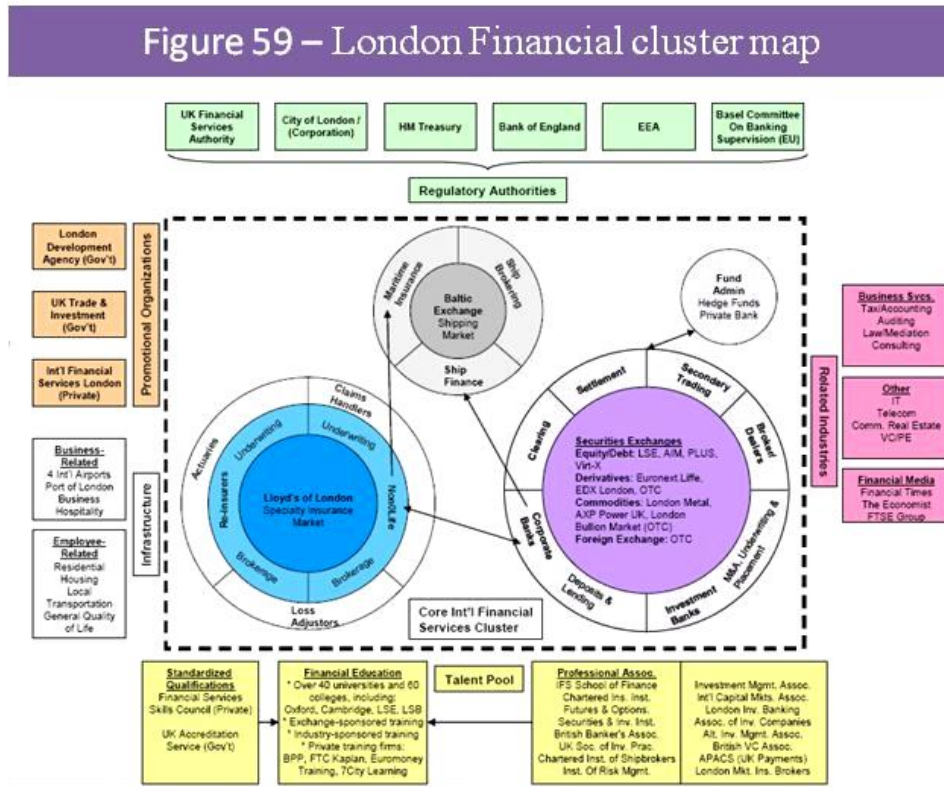 Figure 59 – London Financial cluster map
UK Financial
Services
Authority
City of London /
(Corporation)
HM Treasury
Bank of England
EEA
Basel Committee
On Banking
Supervision (EU)
Regulatory Authorities
London
Development
Agency (Gov't)
UK Trade &
Investment
(Gov't)
Int'l Financial
Services London
(Private)
Promotional Organizations
Business-
Related
4 Int'l Airports
Port of London
Business
Hospitality
Employee-
Related
Residential
Housing
Local
Transportation
General Quality
of Life
Infrastructure
Maritime
Insurance
Ship
Brokering
Baltic
Exchange
Shipping
Market
Ship
Finance
Fund
Admin
Hedge Funds
Private Bank
Actuaries
Claims
Handlers
Underwriting
Underwriting
Re-Insurers
Non/Life
Lloyd's of London
Specialty Insurance
Market
Brokerage
Brokerage
Loss
Adjustors
Settlement
Secondary
Trading
Clearing
Broker/
Dealers
Securities Exchanges
Equity/Debt: LSE, AIM, PLUS,
Virt-X
Derivatives: Euronext.Liffe,
EDX London, OTC
Commodities: London Metal,
AXP Power UK, London
Bullion Market (OTC)
Foreign Exchange: OTC
Corporate
Banks
Deposits &
Lending
Investment
Banks
M&A, Underwriting &
Placement
Core Int'l Financial
Services Cluster
Related Industries
Business Svcs.
Tax/Accounting
Auditing
Law/Mediation
Consulting
Other
IT
Telecom
Comm. Real Estate
VC/PE
Financial Media
Financial Times
The Economist
FTSE Group
Standardized
Qualifications
Financial Services
Skills Council (Private)
UK Accreditation
Service (Gov't)
Financial Education
* Over 40 universities and 60
colleges, including:
Oxford, Cambridge, LSE, LSB
* Exchange-sponsored training
* Industry-sponsored training
* Private training firms:
BPP, FTC Kaplan, Euromoney
Training, 7City Learning
Talent Pool
Professional Assoc.
IFS School of Finance
Chartered Ins. Inst.
Futures & Options.
Securities & Inv. Inst.
British Banker's Assoc.
UK Soc. of Inv. Prac.
Chartered Inst. of Shipbrokers
Inst. Of Risk Mgmt.
Investment Mgmt. Assoc.
Int'l Capital Mkts. Assoc.
London Inv. Banking
Assoc. of Inv. Companies
Alt. Inv. Mgmt. Assoc.
British VC Assoc.
APACS (UK Payments)
London Mkt. Ins. Brokers